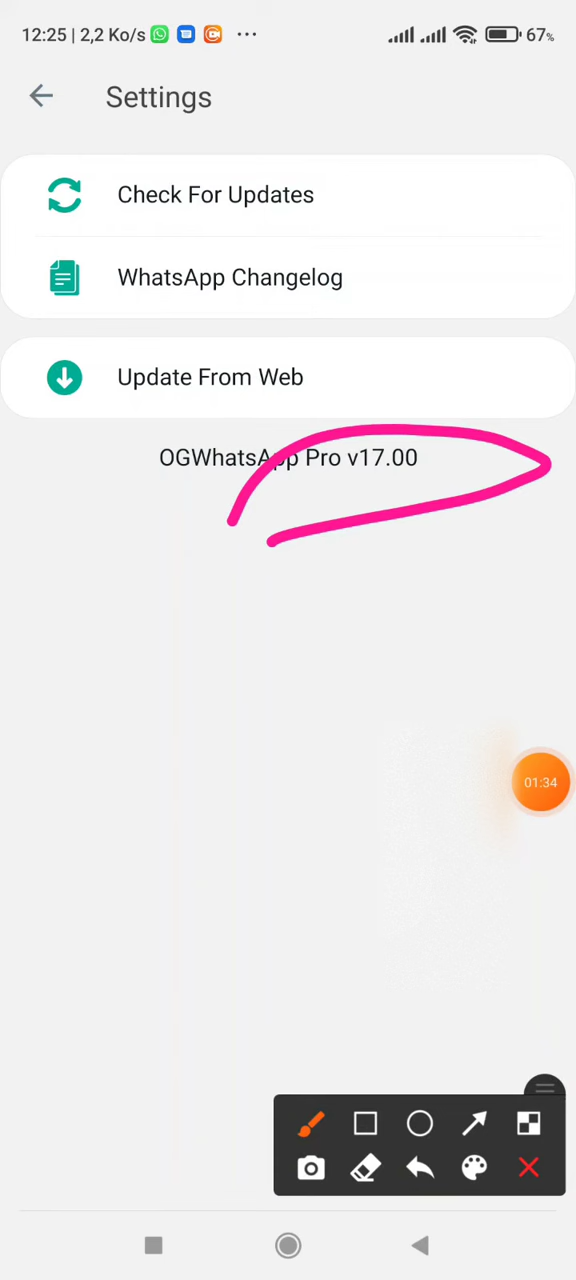 12:25 | 2,2 Ko/s ... 67%
Settings
Check For Updates
WhatsApp Changelog
Update From Web
OGWhatsApp Pro v17.00
01:34